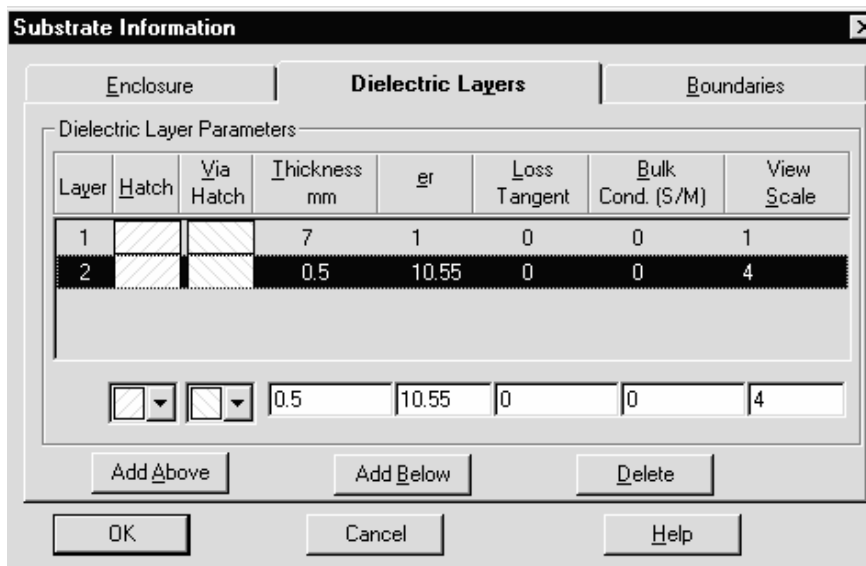 Substrate Information
Enclosure Dielectric Layers Boundaries
Dielectric Layer Parameters
Layer Hatch Via Hatch Thickness mm er Loss Tangent Bulk Cond. (S/M) View Scale
1 7 1 0 0 1
2 0.5 10.55 0 0 4
0.5 10.55 0 0 4
Add Above Add Below Delete
OK Cancel Help